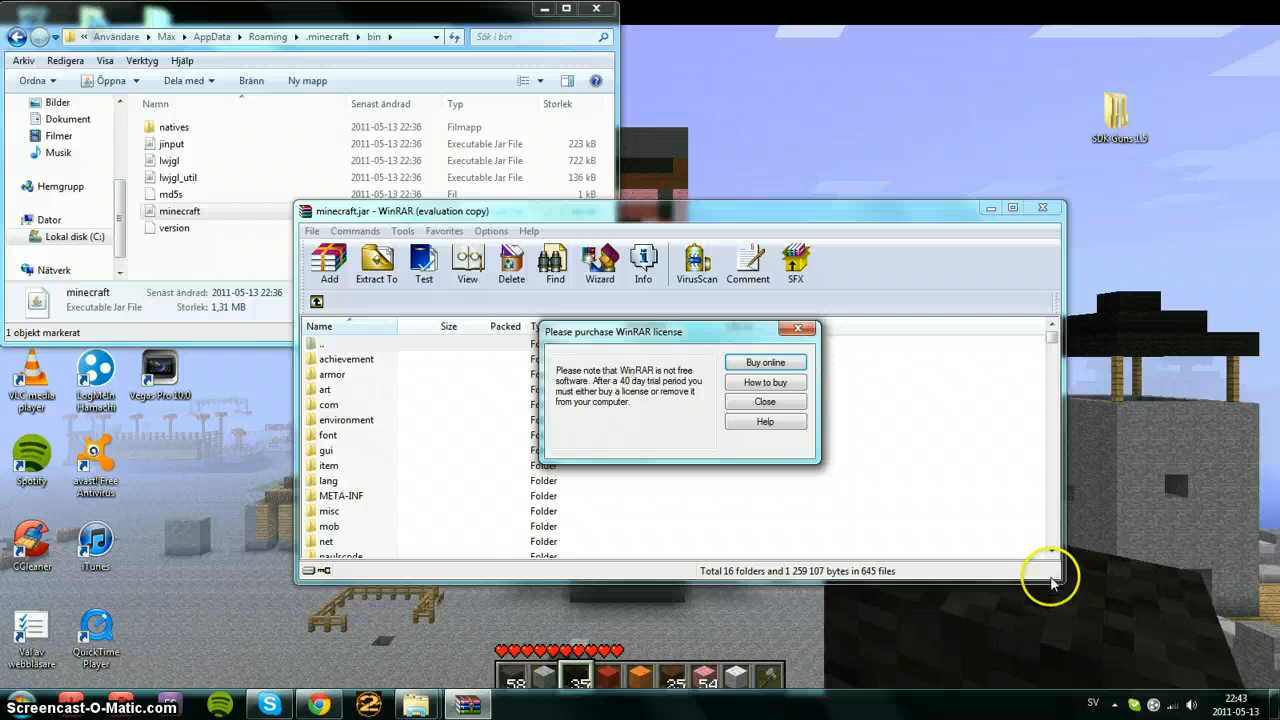 « Användare › Max › AppData › Roaming › .minecraft › bin ›
Sök i bin
Arkiv Redigera Visa Verktyg Hjälp
Ordna Öppna Dela med Bränn Ny mapp
Namn Senast ändrad Typ Storlek
Bilder
Dokument
Filmer
Musik
Hemgrupp
Dator
Lokal disk (C:)
Nätverk
natives 2011-05-13 22:36 Filmapp
jinput 2011-05-13 22:36 Executable Jar File 223 kB
lwjgl 2011-05-13 22:36 Executable Jar File 722 kB
lwjgl_util 2011-05-13 22:36 Executable Jar File 136 kB
md5s 2011-05-13 22:36 Fil 1 kB
minecraft
version
minecraft Senast ändrad: 2011-05-13 22:36
Executable Jar File Storlek: 1,31 MB
1 objekt markerat
SDK Guns 1.5
minecraft.jar - WinRAR (evaluation copy)
File Commands Tools Favorites Options Help
Add Extract To Test View Delete Find Wizard Info VirusScan Comment SFX
Name Size Packed
..
achievement
armor
art
com
environment
font
gui
item Folder
lang Folder
META-INF Folder
misc Folder
mob Folder
net Folder
paulscode Folder
Total 16 folders and 1 259 107 bytes in 645 files
Please purchase WinRAR license
Please note that WinRAR is not free
software. After a 40 day trial period you
must either buy a license or remove it
from your computer.
Buy online
How to buy
Close
Help
VLC media
player
LogMeIn
Hamachi
Vegas Pro 10.0
Spotify
avast! Free
Antivirus
CCleaner
iTunes
Val av
webbläsare
QuickTime
Player
58 35 25 54
Screencast-O-Matic.com
SV
22:43
2011-05-13